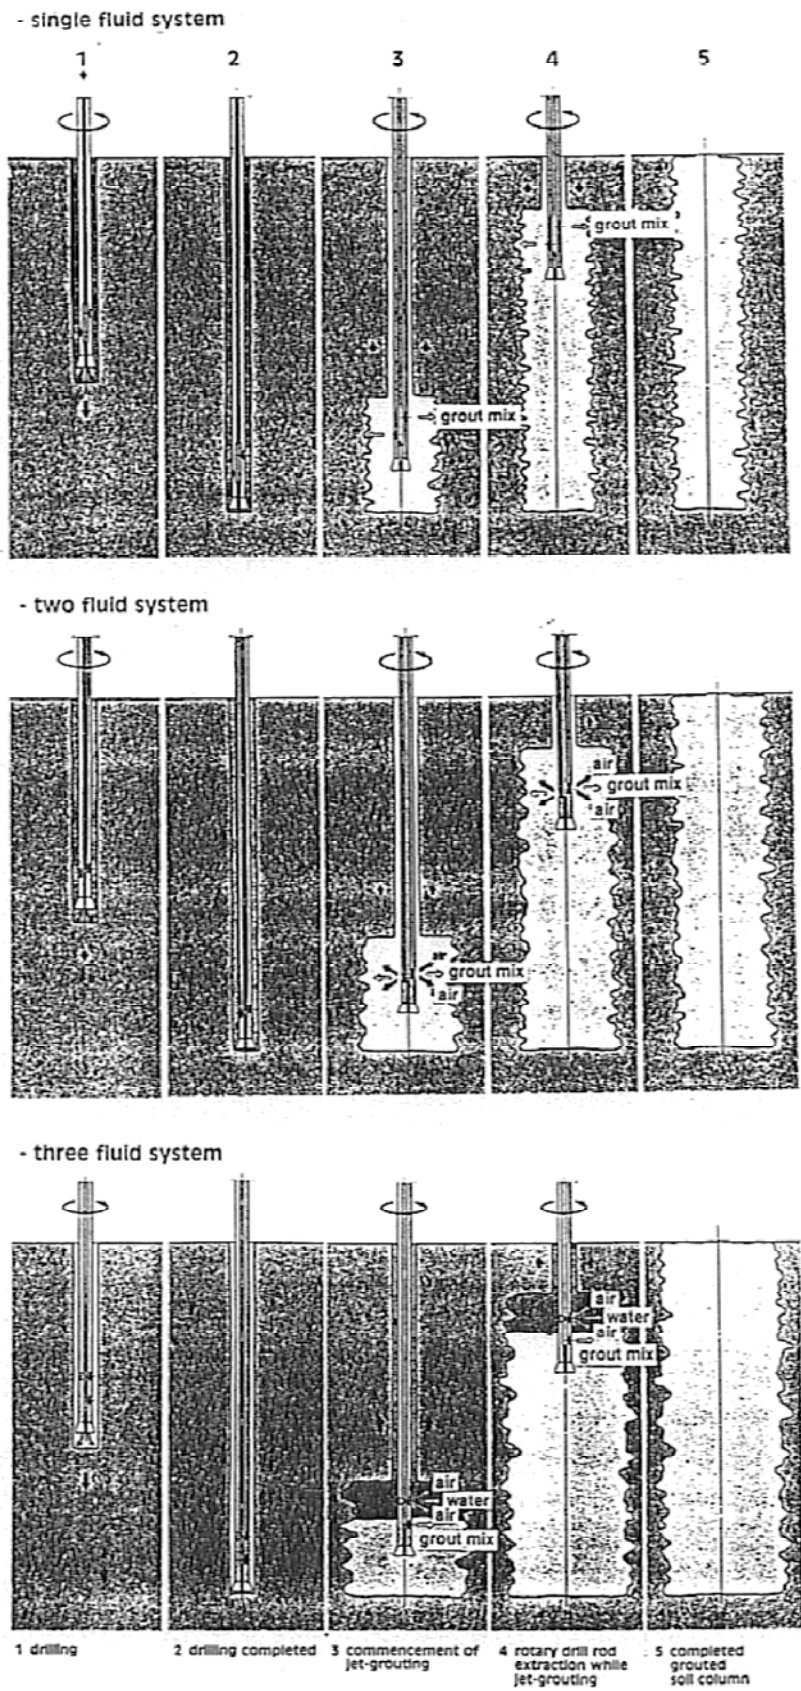 - single fluid system
1 2 3 4 5
grout mix
grout mix
- two fluid system
air
grout mix
air
air
grout mix
air
- three fluid system
air
water
air
grout mix
air
water
air
grout mix
1 drilling
2 drilling completed
3 commencement of
jet-grouting
4 rotary drill rod
extraction while
jet-grouting
5 completed
grouted
soil column